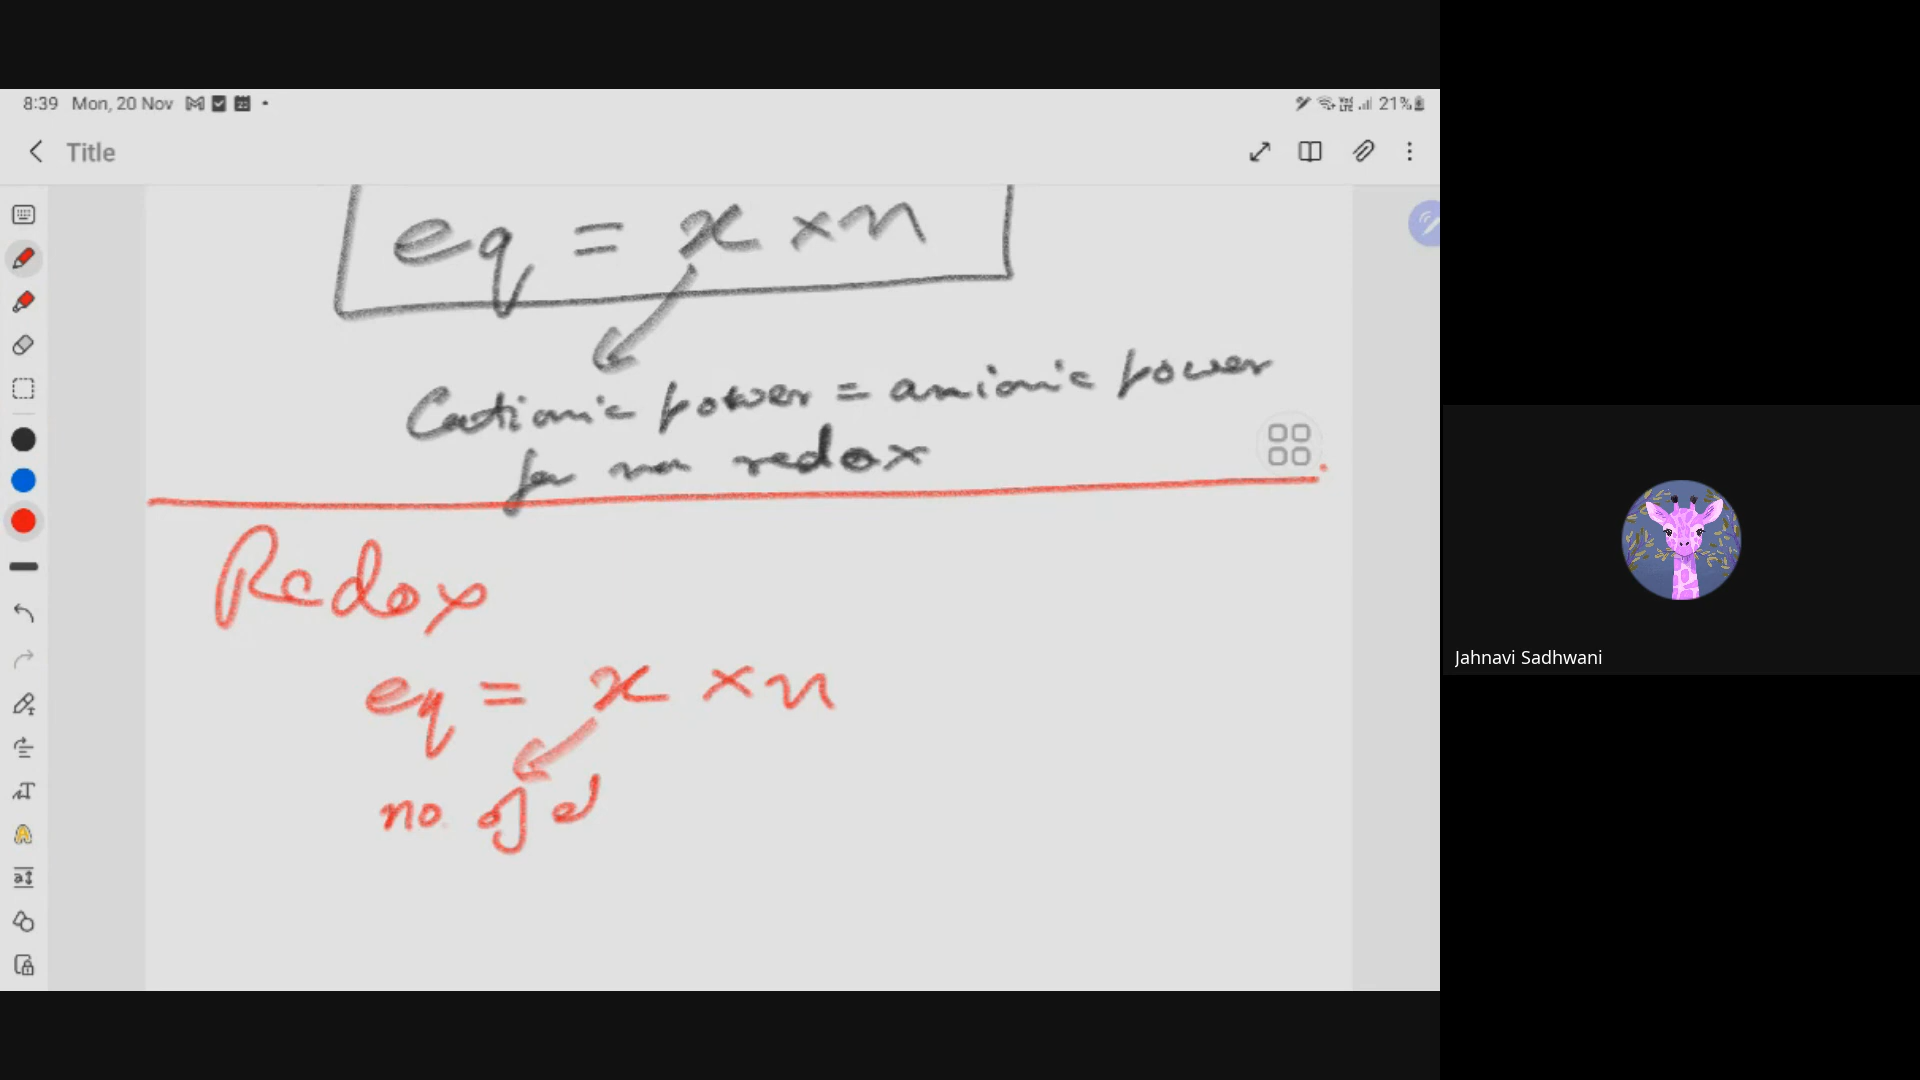 8:39 Mon, 20 Nov 21%
Title
eq = x × n
Cationic power = anionic power
for non redox
Redox
eq = x × n
no. of e
Jahnavi Sadhwani